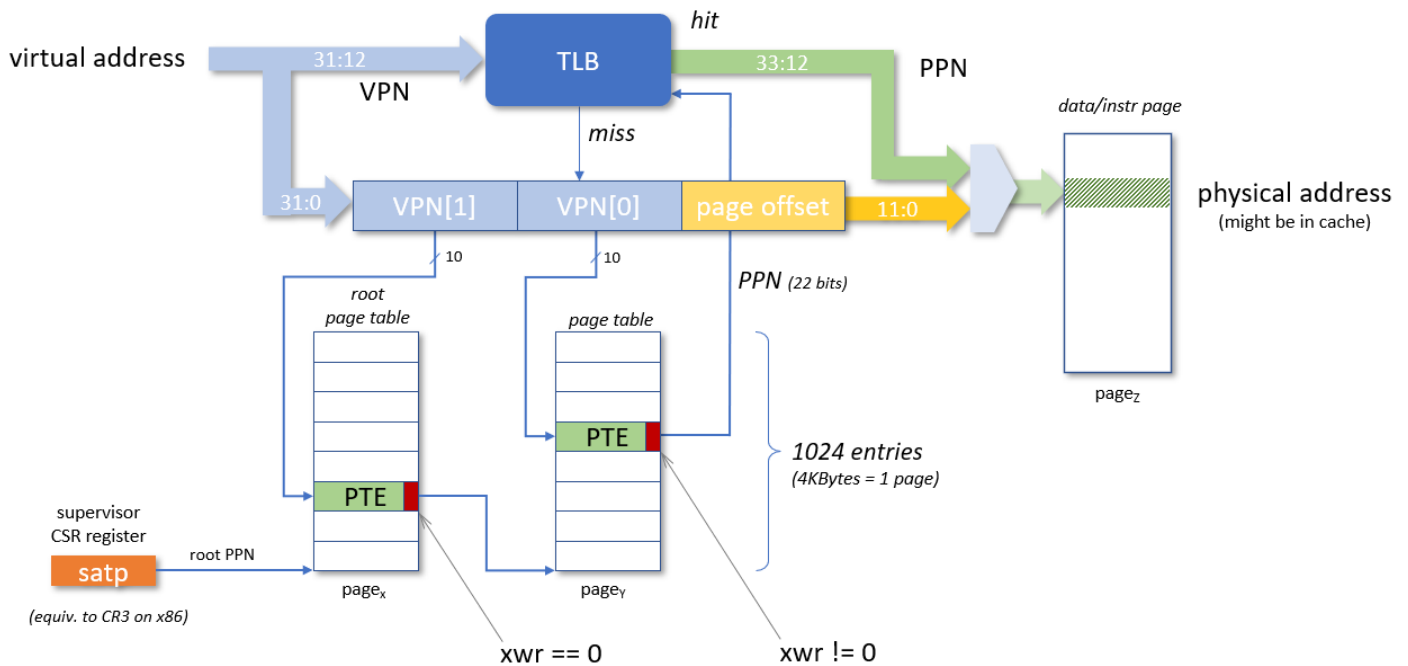 hit
virtual address
31:12
TLB
33:12
PPN
VPN
data/instr page
miss
31:0
VPN[1]
VPN[0]
page offset
11:0
physical address
(might be in cache)
10
10
PPN (22 bits)
root
page table
page table
pageZ
PTE
1024 entries
(4KBytes = 1 page)
PTE
supervisor
CSR register
root PPN
satp
pagex
pageY
(equiv. to CR3 on x86)
xwr == 0
xwr != 0